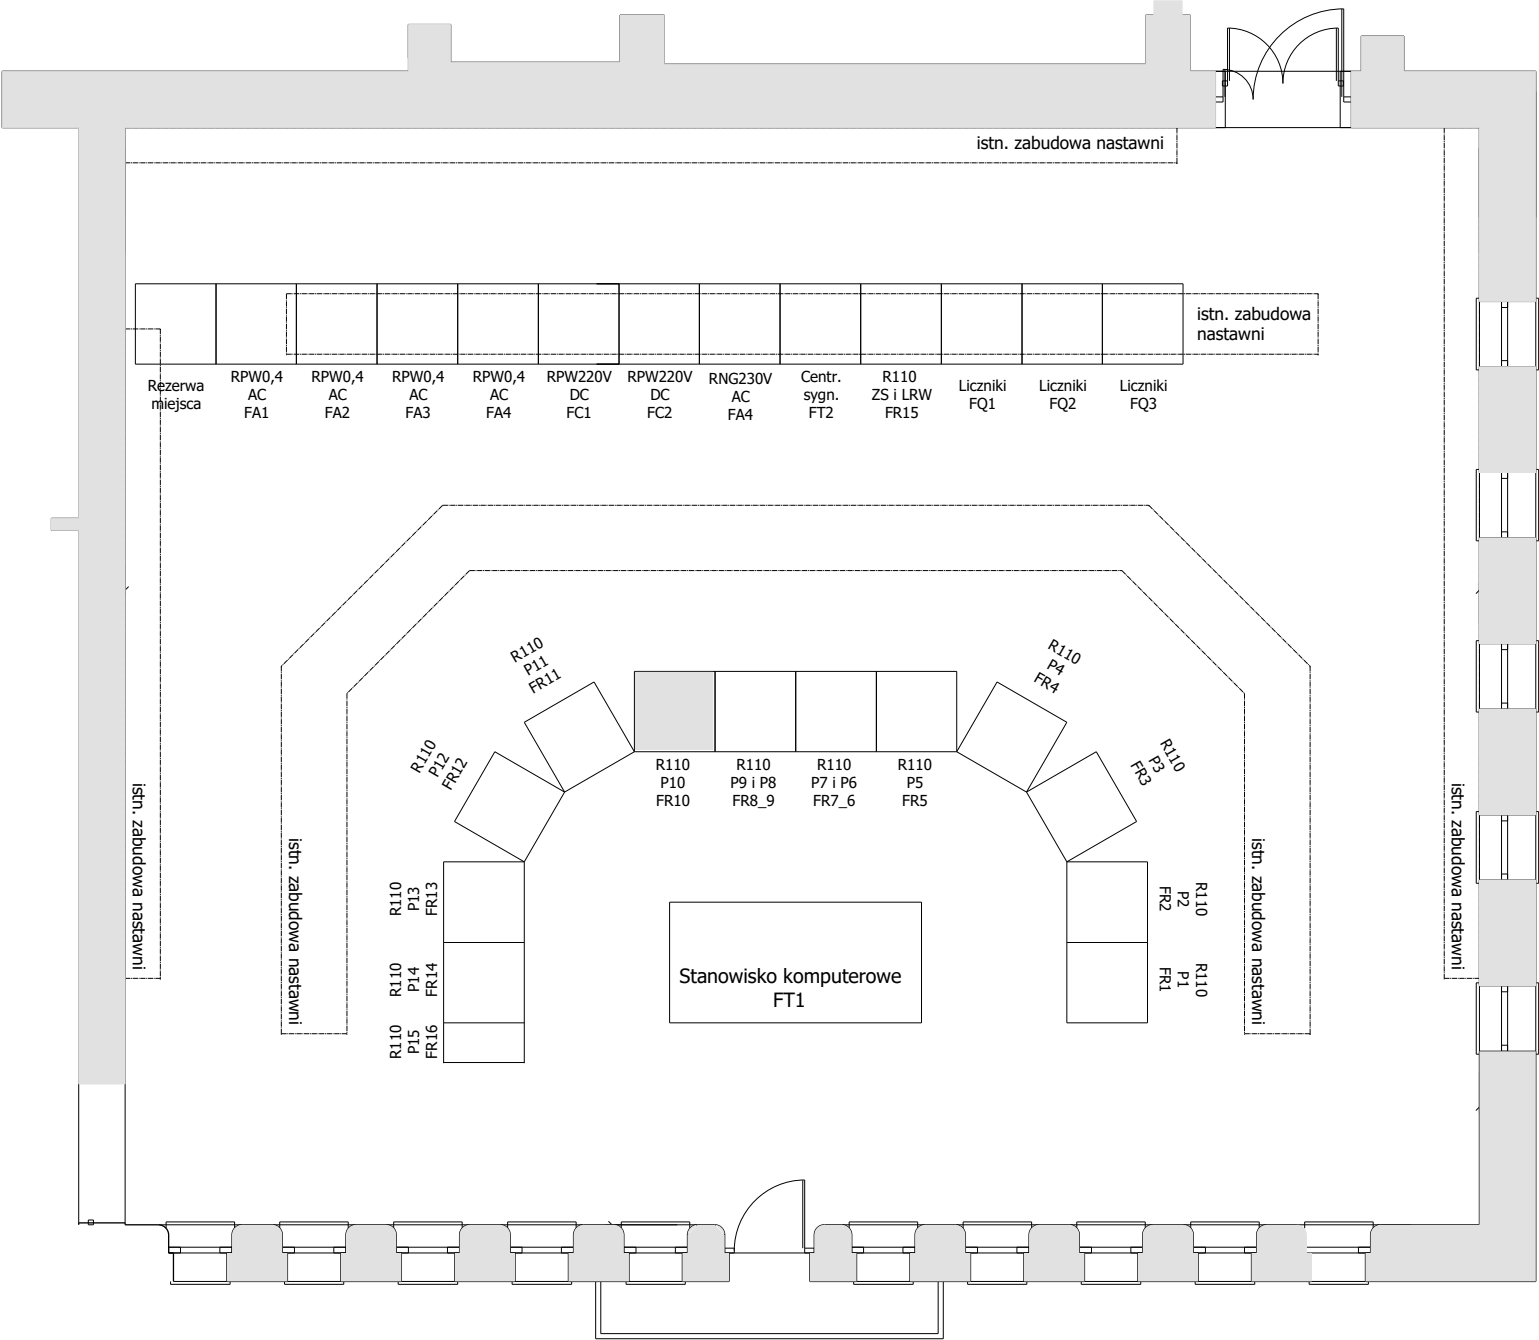 istn. zabudowa nastawni
istn. zabudowa
nastawni
Rezerwa
miejsca
RPW0,4
AC
FA1
RPW0,4
AC
FA2
RPW0,4
AC
FA3
RPW0,4
AC
FA4
RPW220V
DC
FC1
RPW220V
DC
FC2
RNG230V
AC
FA4
Centr.
sygn.
FT2
R110
ZS i LRW
FR15
Liczniki
FQ1
Liczniki
FQ2
Liczniki
FQ3
R110
P11
FR11
R110
P4
FR4
R110
P12
FR12
R110
P3
FR3
R110
P10
FR10
R110
P9 i P8
FR8_9
R110
P7 i P6
FR7_6
R110
P5
FR5
istn. zabudowa nastawni
istn. zabudowa nastawni
R110
P13
FR13
R110
P14
FR14
R110
P15
FR16
Stanowisko komputerowe
FT1
R110
P2
FR2
R110
P1
FR1
istn. zabudowa nastawni
istn. zabudowa nastawni